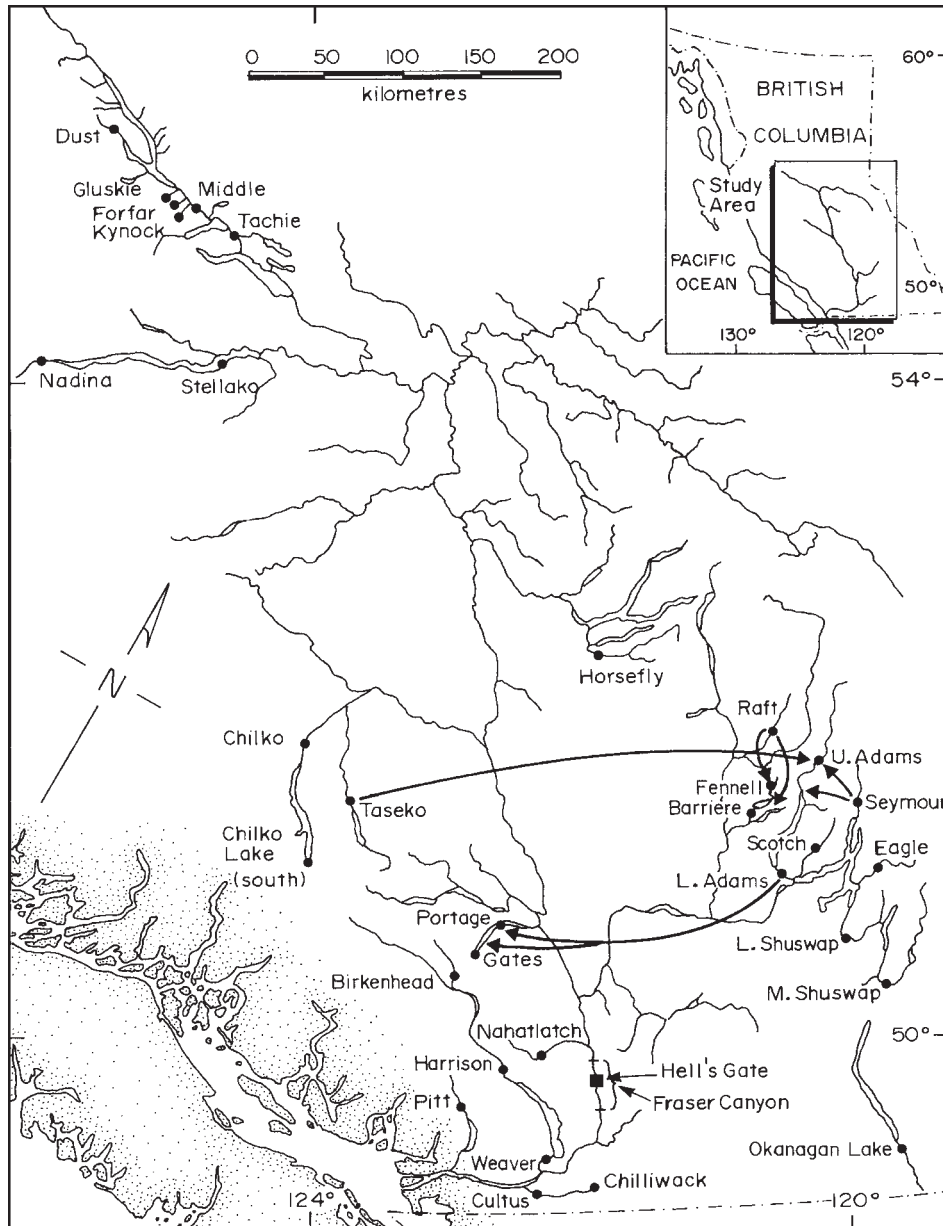 0 50 100 150 200
kilometres
60°
BRITISH
COLUMBIA
Study
Area
PACIFIC
OCEAN
50°
130° 120°
Dust
Gluskie
Middle
Forfar
Kynock
Tachie
Nadina
Stellako
54°
N
Horsefly
Raft
Chilko
U. Adams
Taseko
Fennell
Barrière
Seymour
Chilko
Lake
(south)
Scotch
Eagle
L. Adams
Portage
Gates
L. Shuswap
Birkenhead
M. Shuswap
Nahatlatch
50°
Harrison
Hell's Gate
Pitt
Fraser Canyon
Weaver
Okanagan Lake
Chilliwack
Cultus
124°
120°